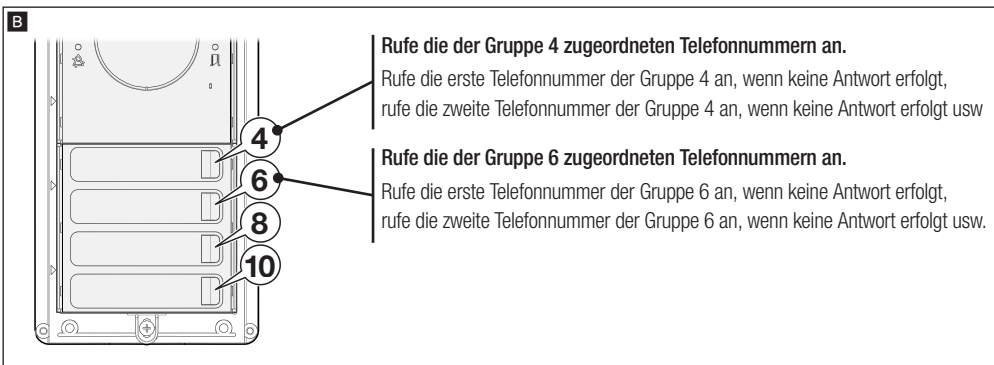 B
Rufe die der Gruppe 4 zugeordneten Telefonnummern an.
Rufe die erste Telefonnummer der Gruppe 4 an, wenn keine Antwort erfolgt,
rufe die zweite Telefonnummer der Gruppe 4 an, wenn keine Antwort erfolgt usw
4
Rufe die der Gruppe 6 zugeordneten Telefonnummern an.
Rufe die erste Telefonnummer der Gruppe 6 an, wenn keine Antwort erfolgt,
rufe die zweite Telefonnummer der Gruppe 6 an, wenn keine Antwort erfolgt usw.
6
8
10